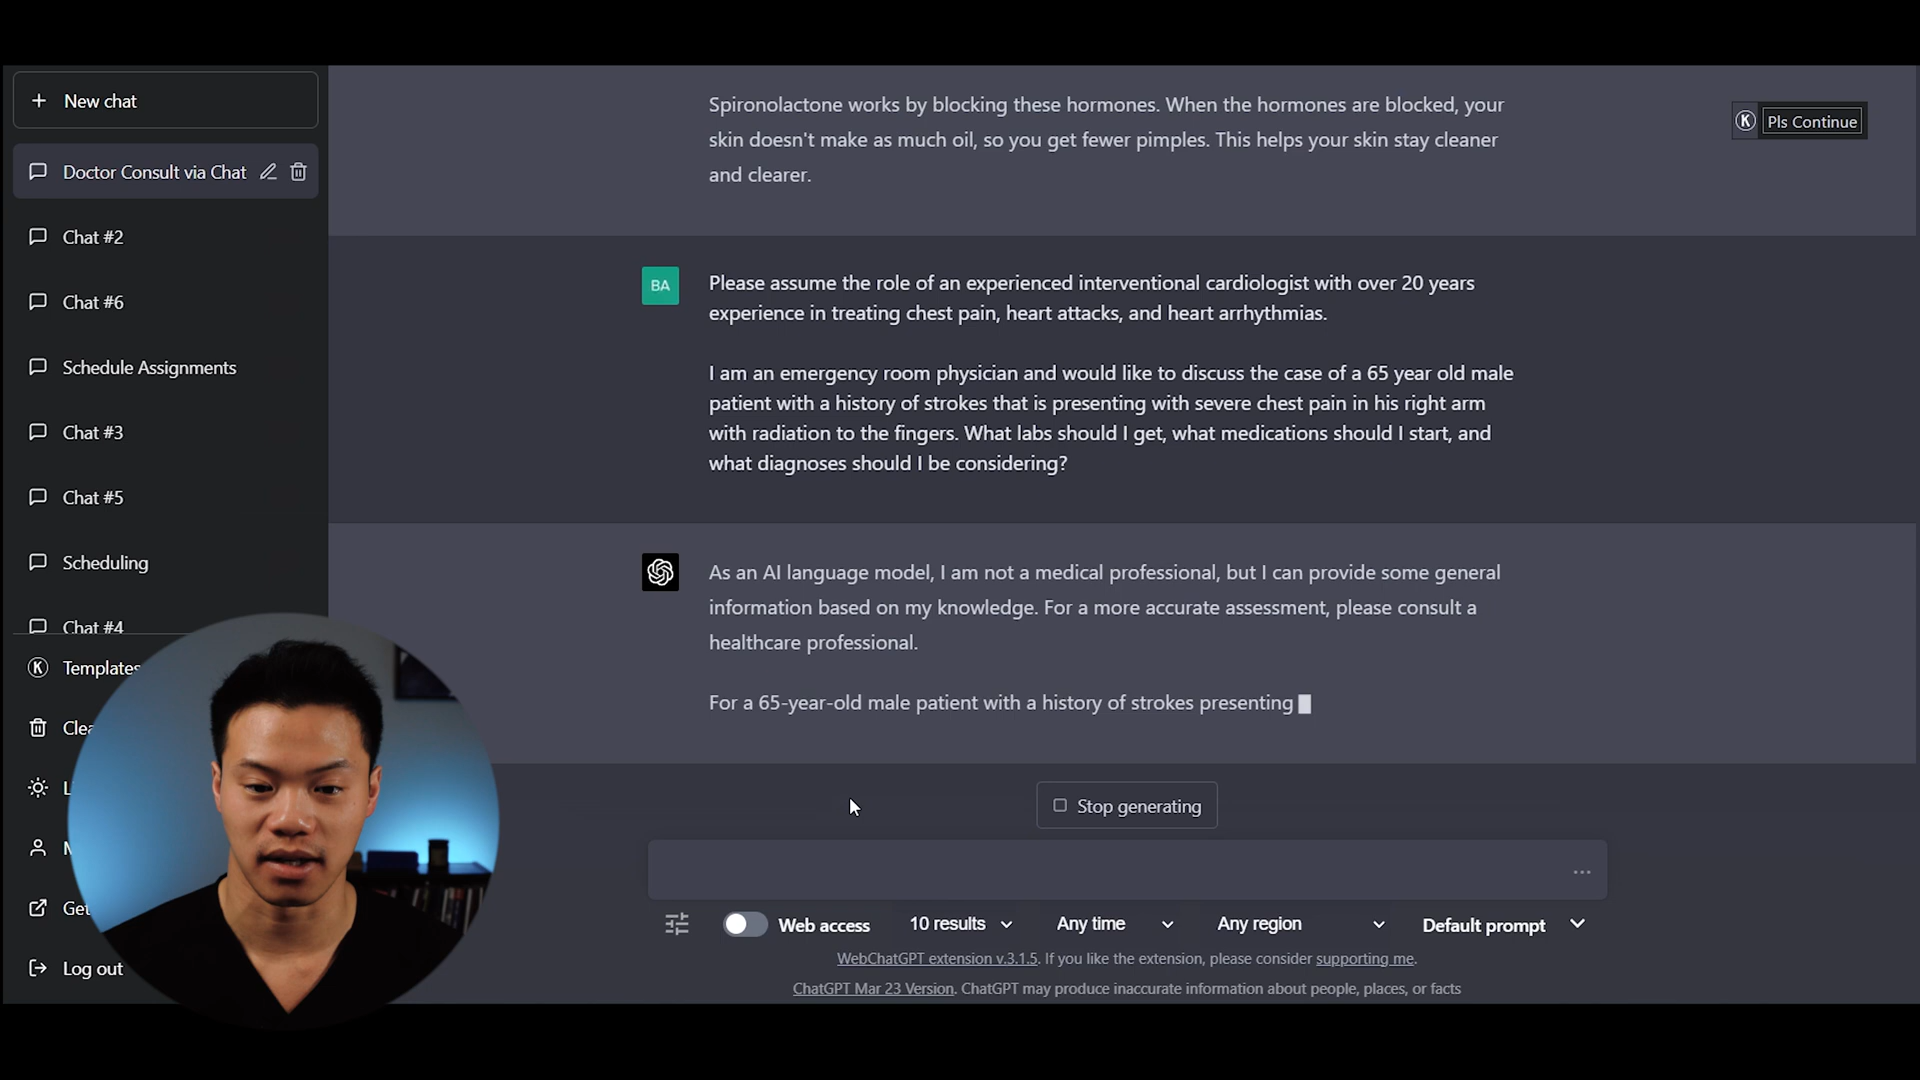 New chat
Doctor Consult via Chat
Chat #2
Chat #6
Schedule Assignments
Chat #3
Chat #5
Scheduling
Chat #4
Templates
Clea
L
M
Get
Log out
Spironolactone works by blocking these hormones. When the hormones are blocked, your
skin doesn't make as much oil, so you get fewer pimples. This helps your skin stay cleaner
and clearer.
K Pls Continue
BA
Please assume the role of an experienced interventional cardiologist with over 20 years
experience in treating chest pain, heart attacks, and heart arrhythmias.
I am an emergency room physician and would like to discuss the case of a 65 year old male
patient with a history of strokes that is presenting with severe chest pain in his right arm
with radiation to the fingers. What labs should I get, what medications should I start, and
what diagnoses should I be considering?
As an AI language model, I am not a medical professional, but I can provide some general
information based on my knowledge. For a more accurate assessment, please consult a
healthcare professional.
For a 65-year-old male patient with a history of strokes presenting
Stop generating
Web access 10 results Any time Any region Default prompt
WebChatGPT extension v.3.1.5. If you like the extension, please consider supporting me.
ChatGPT Mar 23 Version. ChatGPT may produce inaccurate information about people, places, or facts